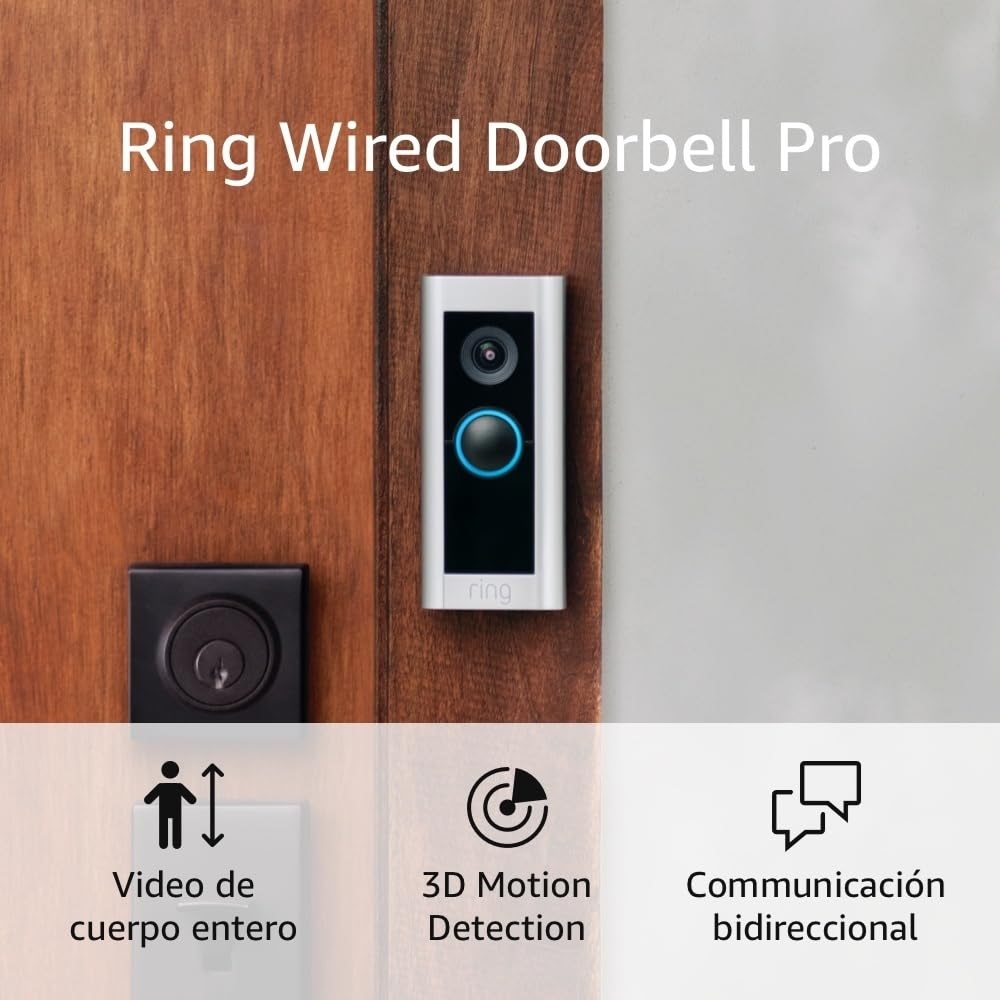 Ring Wired Doorbell Pro
ring
Video de
cuerpo entero
3D Motion
Detection
Communicación
bidireccional